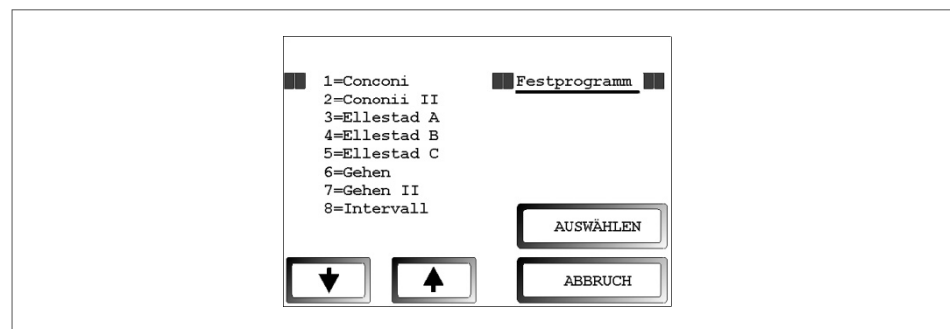 1=Conconi Festprogramm
2=Cononii II
3=Ellestad A
4=Ellestad B
5=Ellestad C
6=Gehen
7=Gehen II
8=Intervall
AUSWÄHLEN
ABBRUCH